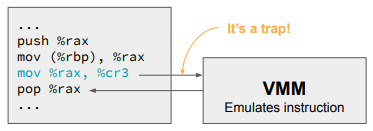 ...
push %rax
mov (%rbp), %rax
mov %rax, %cr3
pop %rax
...
It's a trap!
VMM
Emulates instruction